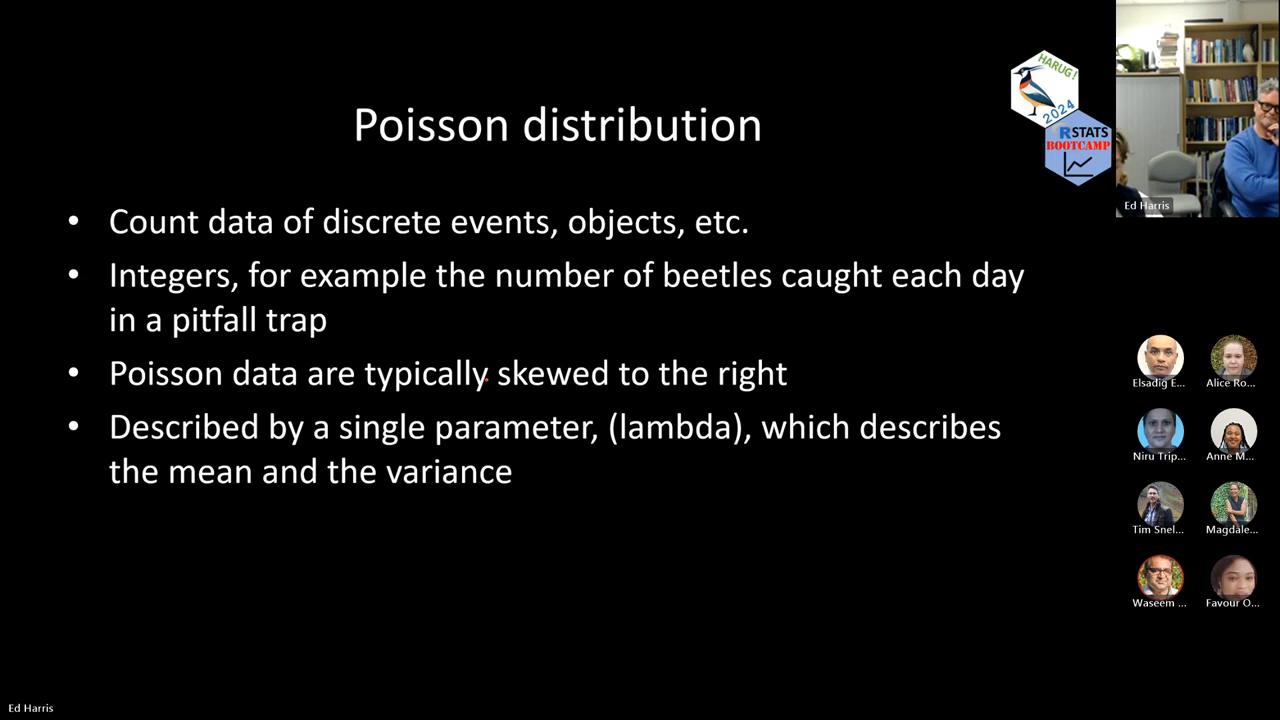 Poisson distribution
• Count data of discrete events, objects, etc.
• Integers, for example the number of beetles caught each day
in a pitfall trap
• Poisson data are typically skewed to the right
• Described by a single parameter, (lambda), which describes
the mean and the variance
HARUG!
2024
RSTATS
BOOTCAMP
Ed Harris
Elsadig E...
Alice Ro...
Niru Trip...
Anne M...
Tim Snel...
Magdale...
Waseem ...
Favour O...
Ed Harris